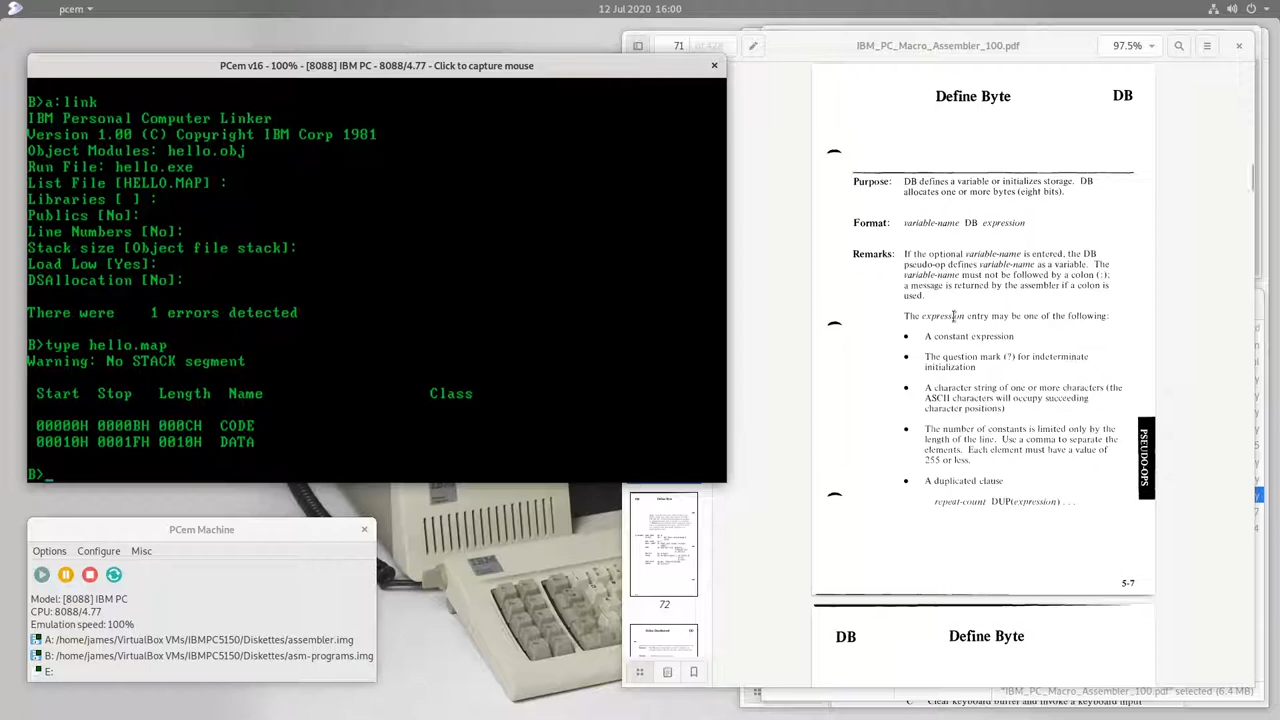 pcem
12 Jul 2020 16:00
PCem v16 - 100% - [8088] IBM PC - 8088/4.77 - Click to capture mouse
B>a:link
IBM Personal Computer Linker
Version 1.00 (C) Copyright IBM Corp 1981
Object Modules: hello.obj
Run File: hello.exe
List File [HELLO.MAP] :
Libraries [ ] :
Publics [No]:
Line Numbers [No]:
Stack size [Object file stack]:
Load Low [Yes]:
DSAllocation [No]:
There were 1 errors detected
B>type hello.map
Warning: No STACK segment
Start Stop Length Name Class
00000H 0000BH 000CH CODE
00010H 0001FH 0010H DATA
B>_
PCem Machine
Options Configure Misc
Model: [8088] IBM PC
CPU: 8088/4.77
Emulation speed: 100%
A: /home/james/VirtualBox VMs/IBMPC5150/Diskettes/assembler.img
B: /home/james/VirtualBox VMs/IBMPC5150/Diskettes/asm-programs.img
E:
71
IBM_PC_Macro_Assembler_100.pdf
97.5%
Define Byte DB
Purpose: DB defines a variable or initializes storage. DB
allocates one or more bytes (eight bits).
Format: variable-name DB expression
Remarks: If the optional variable-name is entered, the DB
pseudo-op defines variable-name as a variable. The
variable-name must not be followed by a colon (:);
a message is returned by the assembler if a colon is
used.
The expression entry may be one of the following:
• A constant expression
• The question mark (?) for indeterminate
initialization
• A character string of one or more characters (the
ASCII characters will occupy succeeding
character positions)
• The number of constants is limited only by the
length of the line. Use a comma to separate the
elements. Each element must have a value of
255 or less.
• A duplicated clause
repeat-count DUP(expression) . . .
PSEUDO-OPS
5-7
DB Define Byte
72
"IBM_PC_Macro_Assembler_100.pdf" selected (6.4 MB)
C Clear keyboard buffer and invoke a keyboard input